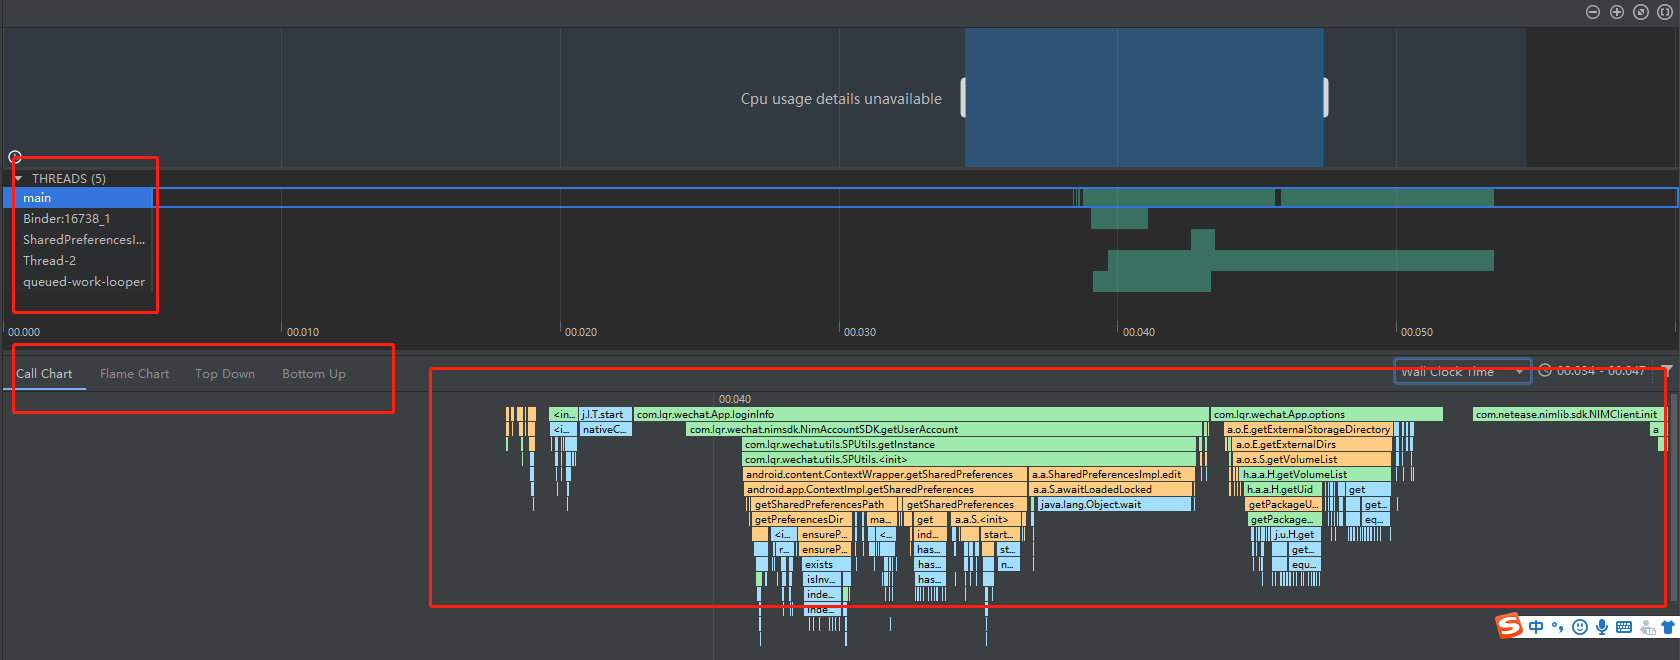 Cpu usage details unavailable
THREADS (5)
main
Binder:16738_1
SharedPreferencesI...
Thread-2
queued-work-looper
00.000 00.010 00.020 00.030 00.040 00.050
Call Chart Flame Chart Top Down Bottom Up Wall Clock Time 00.034 - 00.047
00.040
<in... j.l.T.start com.lqr.wechat.App.loginInfo com.lqr.wechat.App.options com.netease.nimlib.sdk.NIMClient.init
<i... nativeC... com.lqr.wechat.nimsdk.NimAccountSDK.getUserAccount a.o.E.getExternalStorageDirectory a
com.lqr.wechat.utils.SPUtils.getInstance a.o.E.getExternalDirs
com.lqr.wechat.utils.SPUtils.<init> a.o.s.S.getVolumeList
android.content.ContextWrapper.getSharedPreferences a.a.SharedPreferencesImpl.edit h.a.a.H.getVolumeList
android.app.ContextImpl.getSharedPreferences a.a.S.awaitLoadedLocked h.a.a.H.getUid get
getSharedPreferencesPath getSharedPreferences java.lang.Object.wait getPackageU... get...
getPreferencesDir ma... get a.a.S.<init> getPackage... eq...
<i... ensureP... <... ind... start... j.u.H.get
r... ensureP... has... st... get...
exists has... n... equ...
isInv... has...
inde...
inde...
中